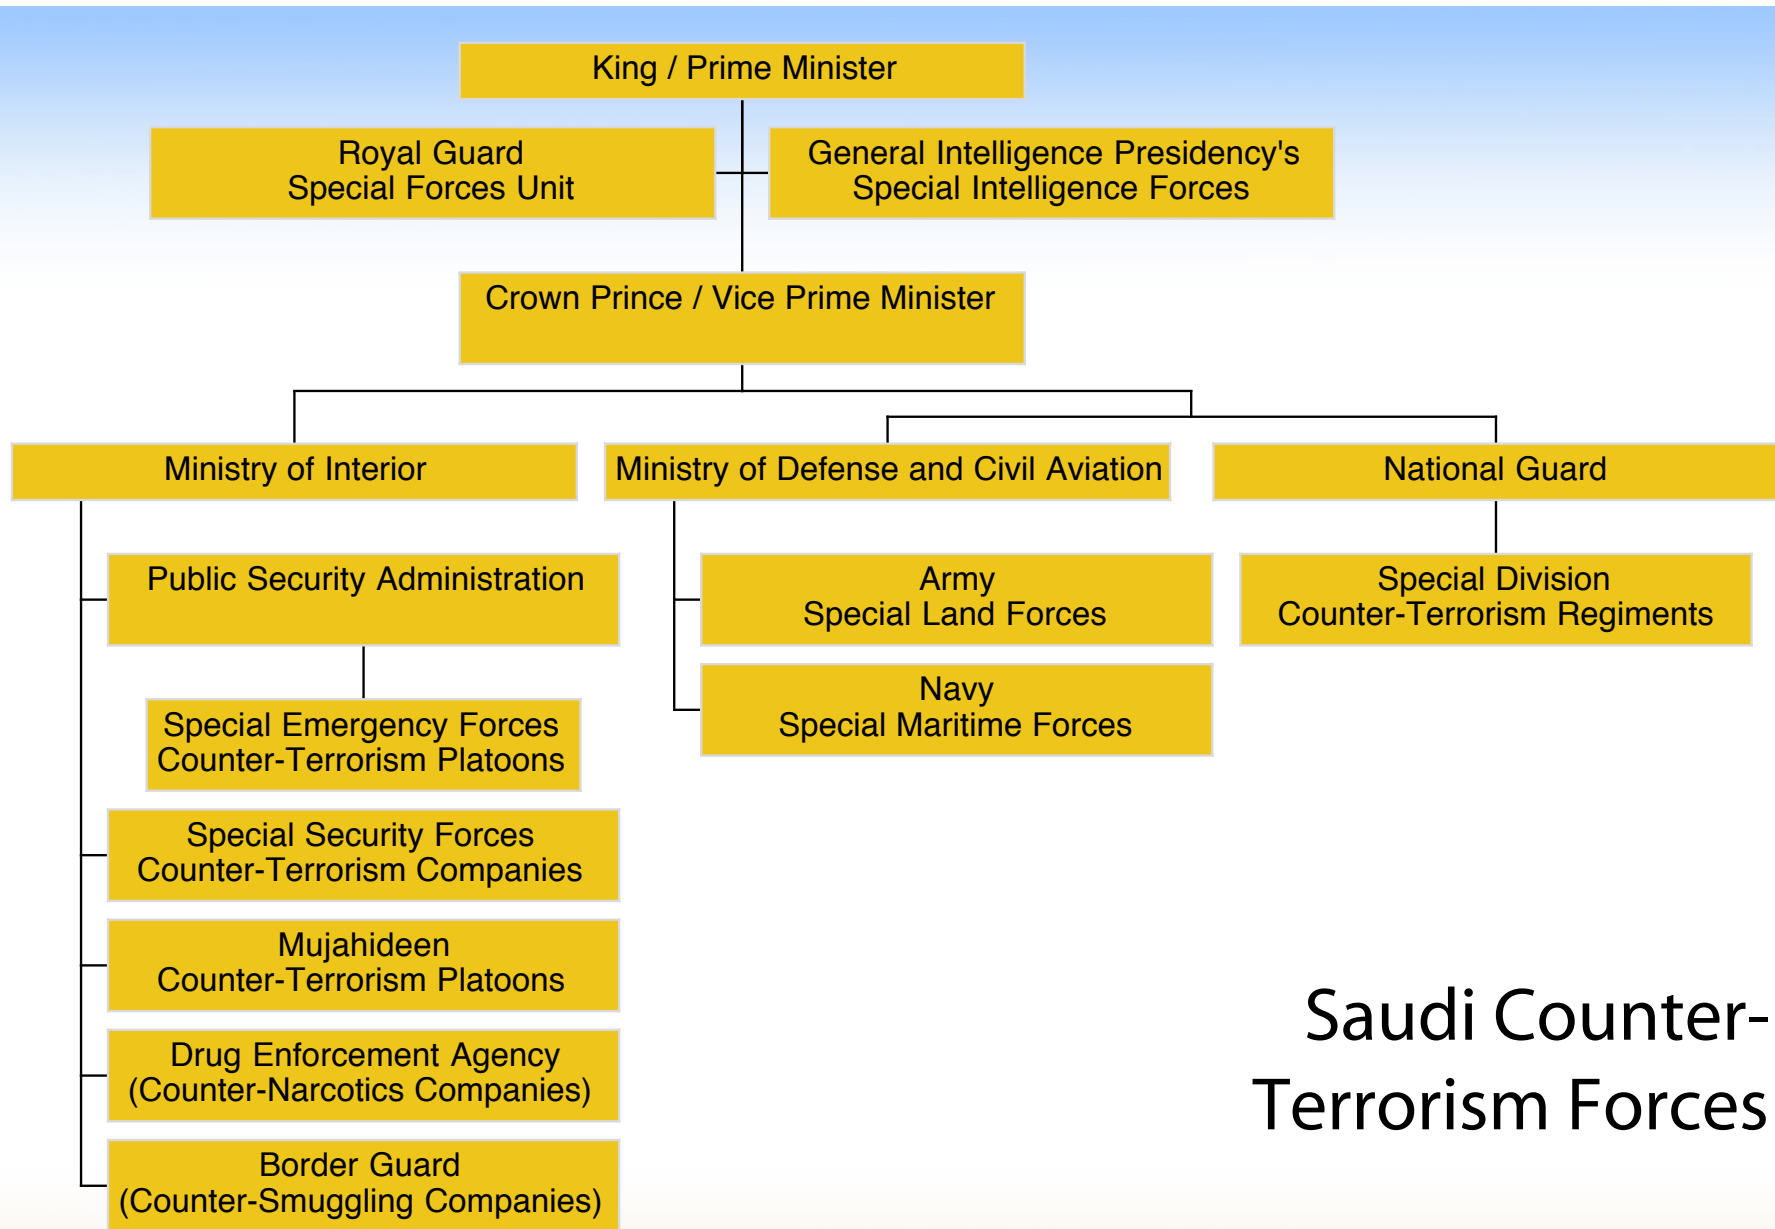 King / Prime Minister
Royal Guard
Special Forces Unit
General Intelligence Presidency's
Special Intelligence Forces
Crown Prince / Vice Prime Minister
Ministry of Interior
Ministry of Defense and Civil Aviation
National Guard
Public Security Administration
Special Emergency Forces
Counter-Terrorism Platoons
Special Security Forces
Counter-Terrorism Companies
Mujahideen
Counter-Terrorism Platoons
Drug Enforcement Agency
(Counter-Narcotics Companies)
Border Guard
(Counter-Smuggling Companies)
Army
Special Land Forces
Navy
Special Maritime Forces
Special Division
Counter-Terrorism Regiments
Saudi Counter-
Terrorism Forces